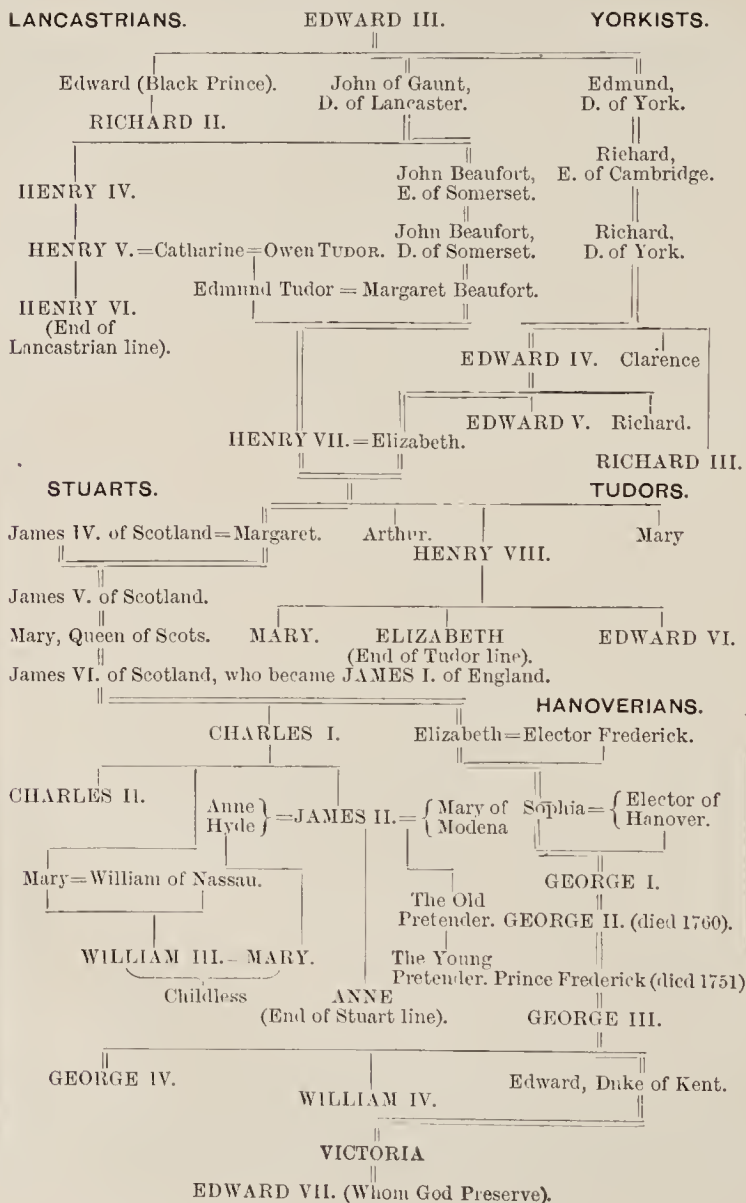 LANCASTRIANS. EDWARD III. YORKISTS.
Edward (Black Prince). John of Gaunt, Edmund,
D. of Lancaster. D. of York.
RICHARD II.
John Beaufort, Richard,
HENRY IV. E. of Somerset. E. of Cambridge.
John Beaufort, Richard,
HENRY V.=Catharine=Owen TUDOR. D. of Somerset. D. of York.
Edmund Tudor = Margaret Beaufort.
HENRY VI.
(End of
Lancastrian line).
EDWARD IV. Clarence
EDWARD V. Richard.
HENRY VII.=Elizabeth.
RICHARD III.
STUARTS. TUDORS.
James IV. of Scotland=Margaret. Arthur. Mary
HENRY VIII.
James V. of Scotland.
Mary, Queen of Scots. MARY. ELIZABETH EDWARD VI.
(End of Tudor line).
James VI. of Scotland, who became JAMES I. of England.
HANOVERIANS.
CHARLES I. Elizabeth=Elector Frederick.
CHARLES II. Anne Hyde }=JAMES II.={ Mary of Modena Sophia={ Elector of Hanover.
Mary=William of Nassau. GEORGE I.
The Old
Pretender. GEORGE II. (died 1760).
WILLIAM III.–MARY. The Young
Pretender. Prince Frederick (died 1751)
Childless ANNE
(End of Stuart line). GEORGE III.
GEORGE IV. Edward, Duke of Kent.
WILLIAM IV.
VICTORIA
EDWARD VII. (Whom God Preserve).